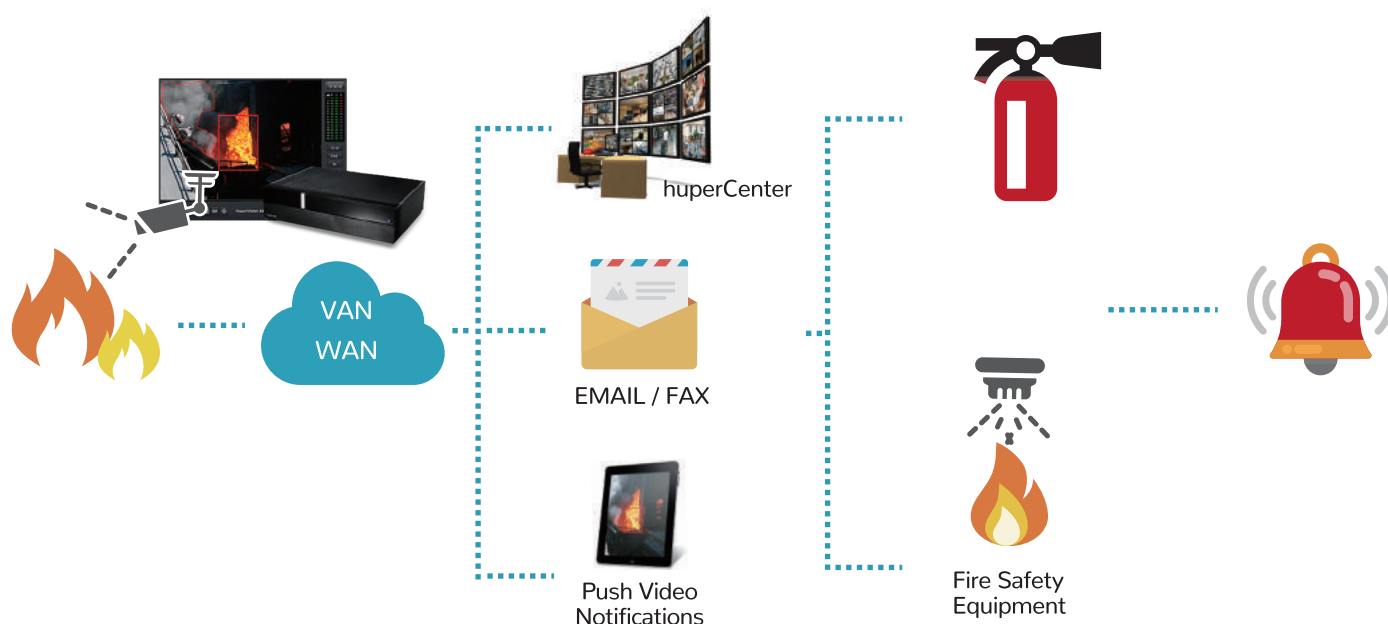 huperCenter
VAN
WAN
EMAIL / FAX
Push Video
Notifications
Fire Safety
Equipment